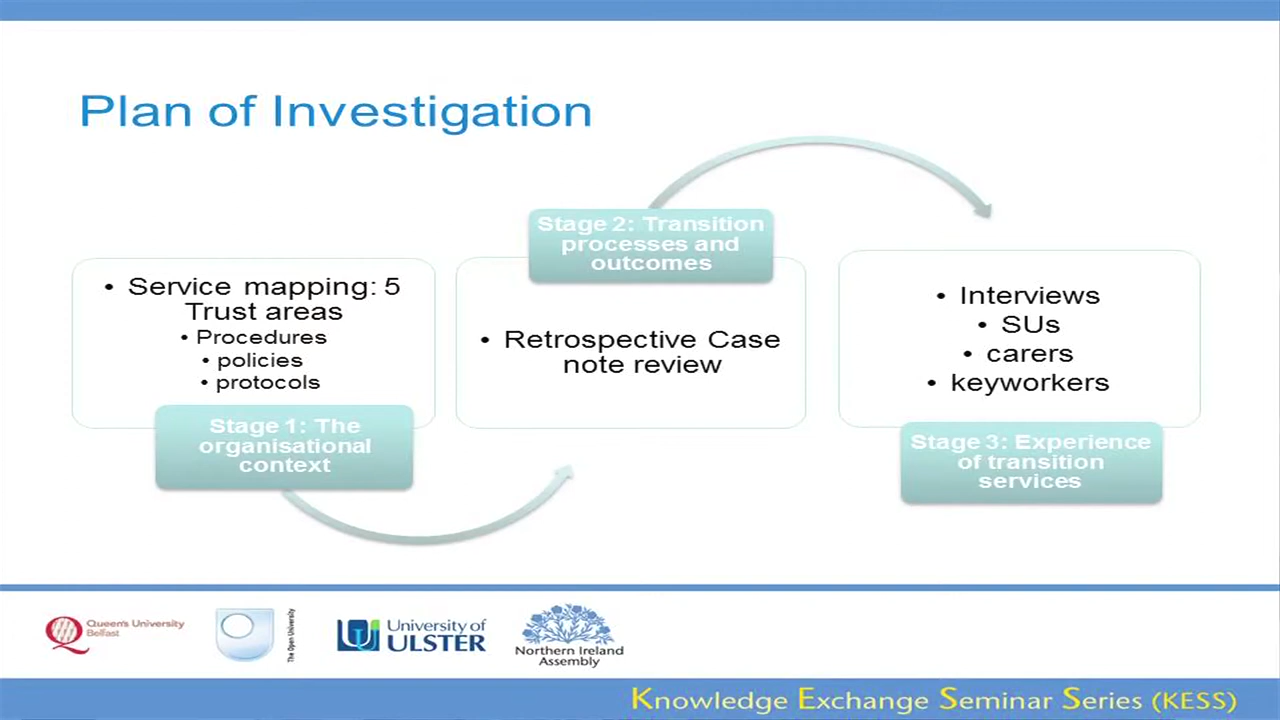 Plan of Investigation
• Service mapping: 5
Trust areas
• Procedures
• policies
• protocols
Stage 1: The
organisational
context
Stage 2: Transition
processes and
outcomes
• Retrospective Case
note review
• Interviews
• SUs
• carers
• keyworkers
Stage 3: Experience
of transition
services
Queen's University
Belfast
The Open University
University of
ULSTER
Northern Ireland
Assembly
Knowledge Exchange Seminar Series (KESS)